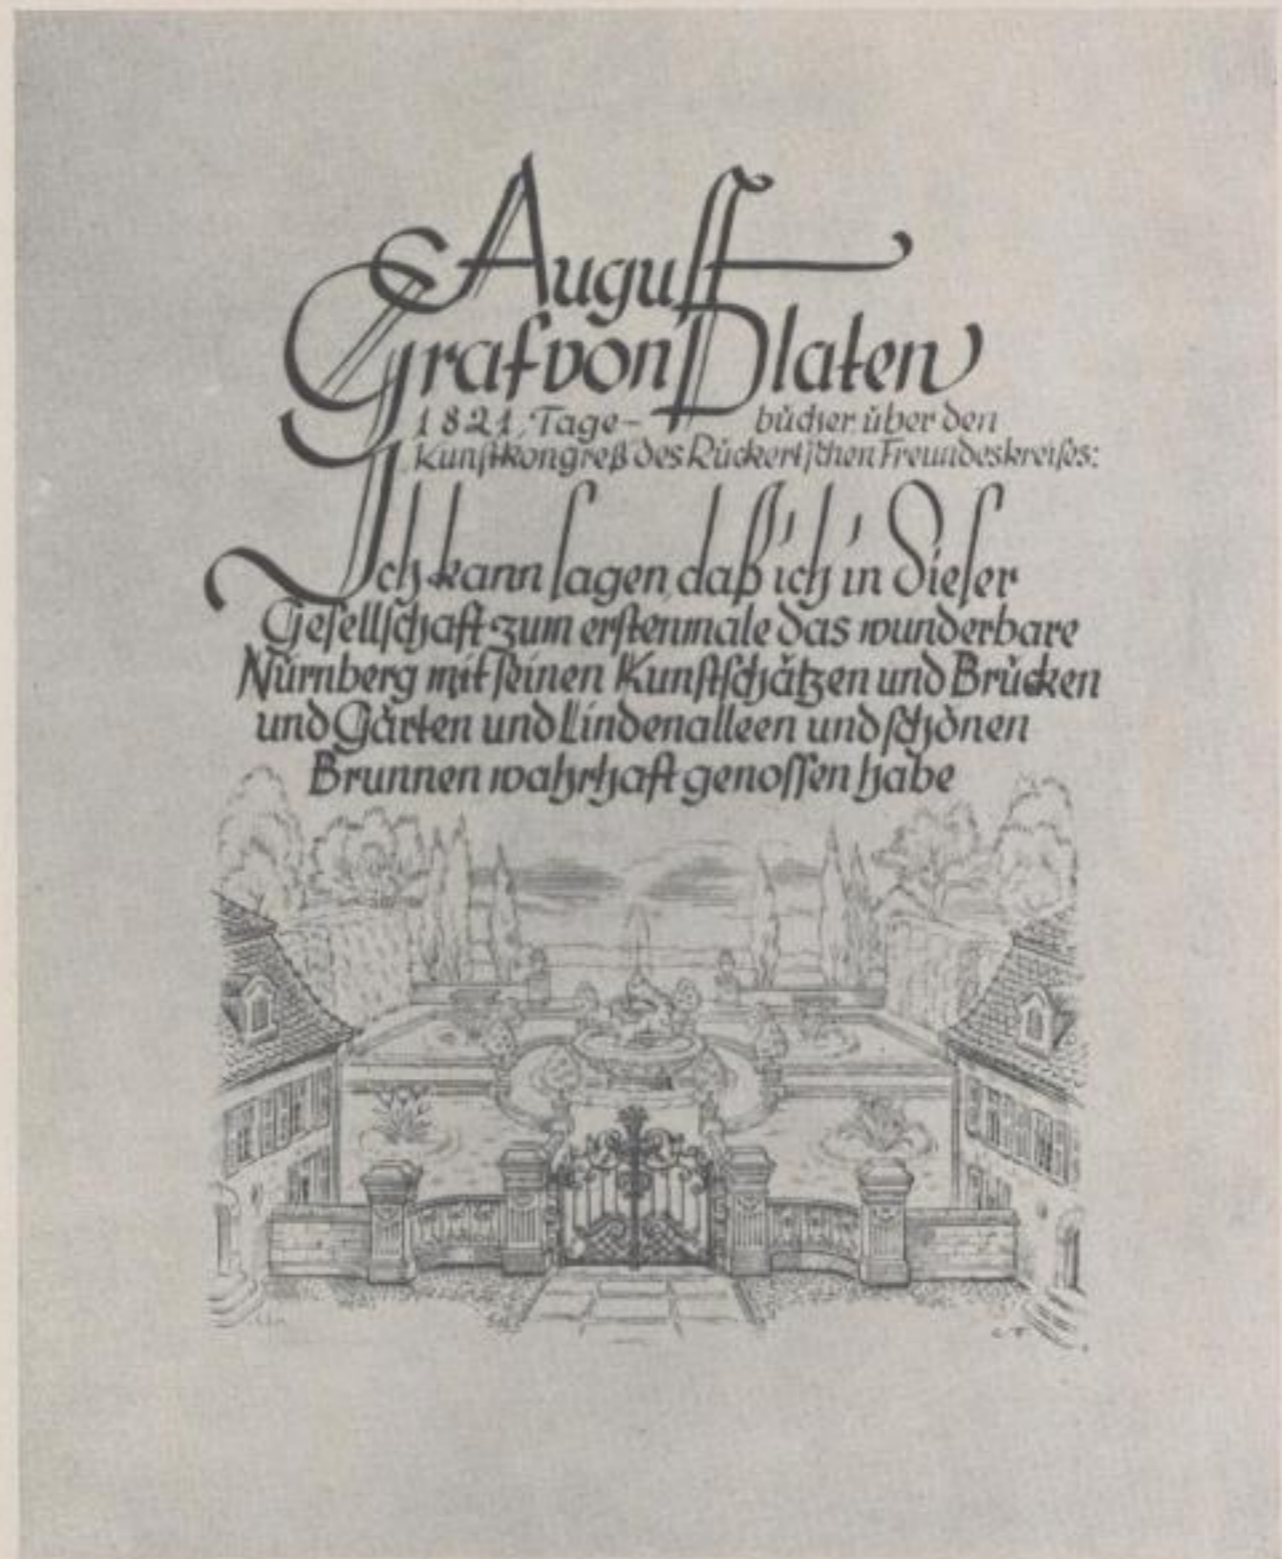 August
Graf von Platen
1821, Tage-bücher über den
Kunstkongreß des Rückertschen Freundeskreises:
Ich kann sagen, daß ich in dieser
Gesellschaft zum erstenmale das wunderbare
Nürnberg mit seinen Kunstschätzen und Brücken
und Gärten und Lindenalleen und schönen
Brunnen wahrhaft genossen habe